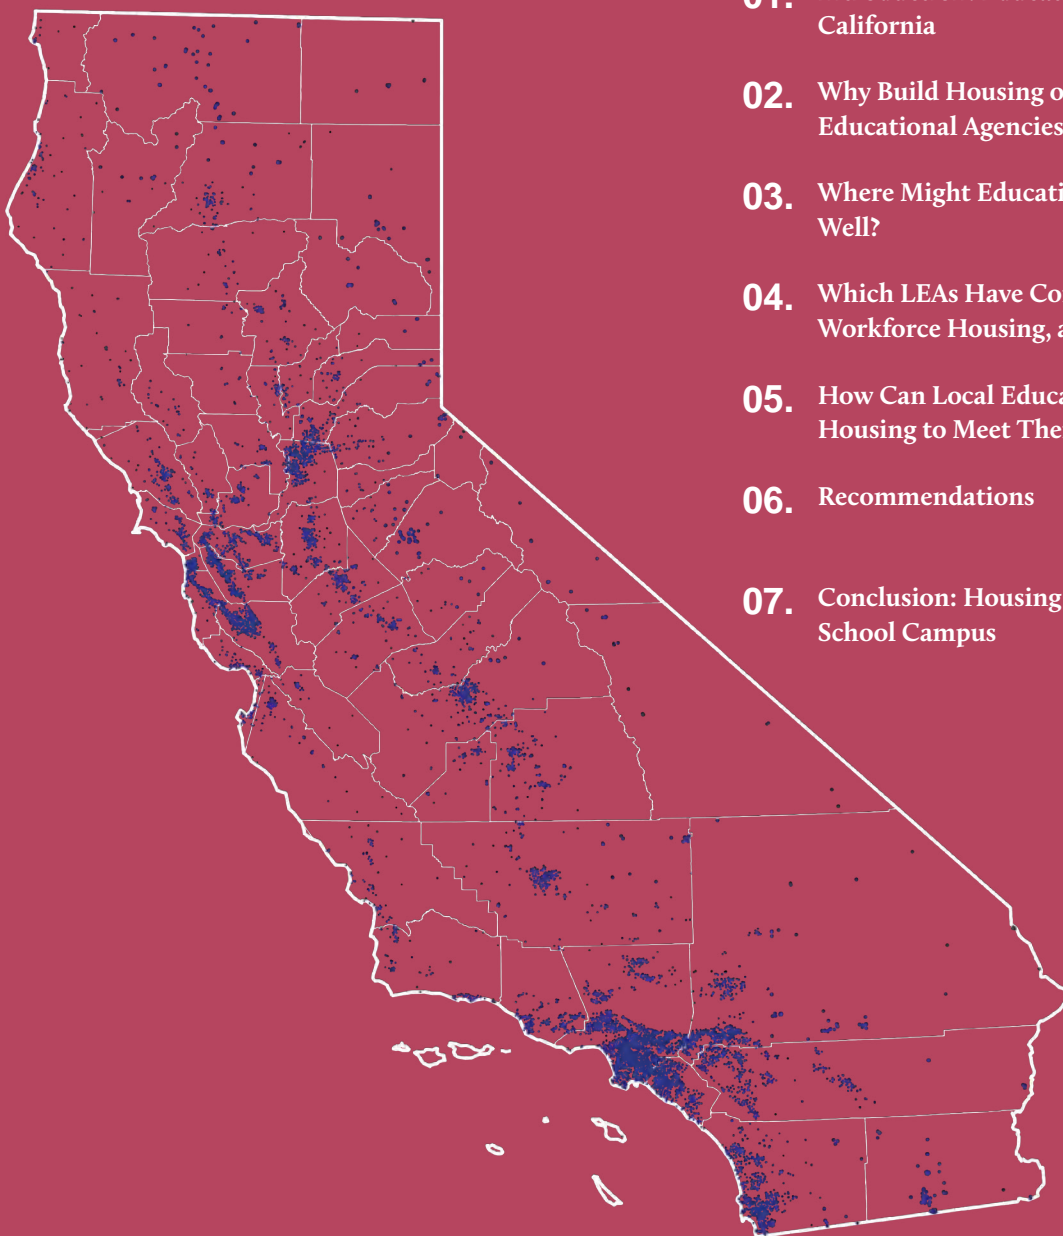 California
02. Why Build Housing o
Educational Agencies
03. Where Might Educati
Well?
04. Which LEAs Have Co
Workforce Housing, a
05. How Can Local Educa
Housing to Meet The
06. Recommendations
07. Conclusion: Housing
School Campus